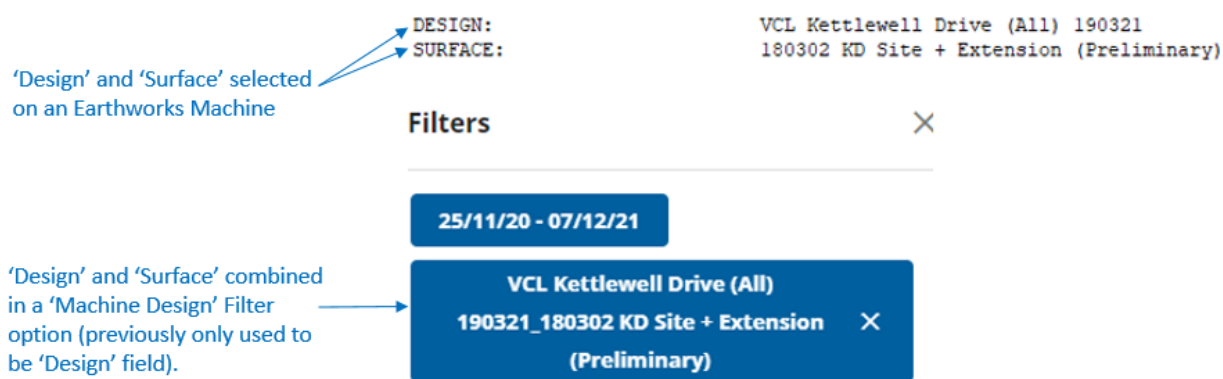 DESIGN: VCL Kettlewell Drive (All) 190321
SURFACE: 180302 KD Site + Extension (Preliminary)
‘Design’ and ‘Surface’ selected
on an Earthworks Machine
Filters
25/11/20 - 07/12/21
‘Design’ and ‘Surface’ combined
in a ‘Machine Design’ Filter
option (previously only used to
be ‘Design’ field).
VCL Kettlewell Drive (All)
190321_180302 KD Site + Extension
(Preliminary)